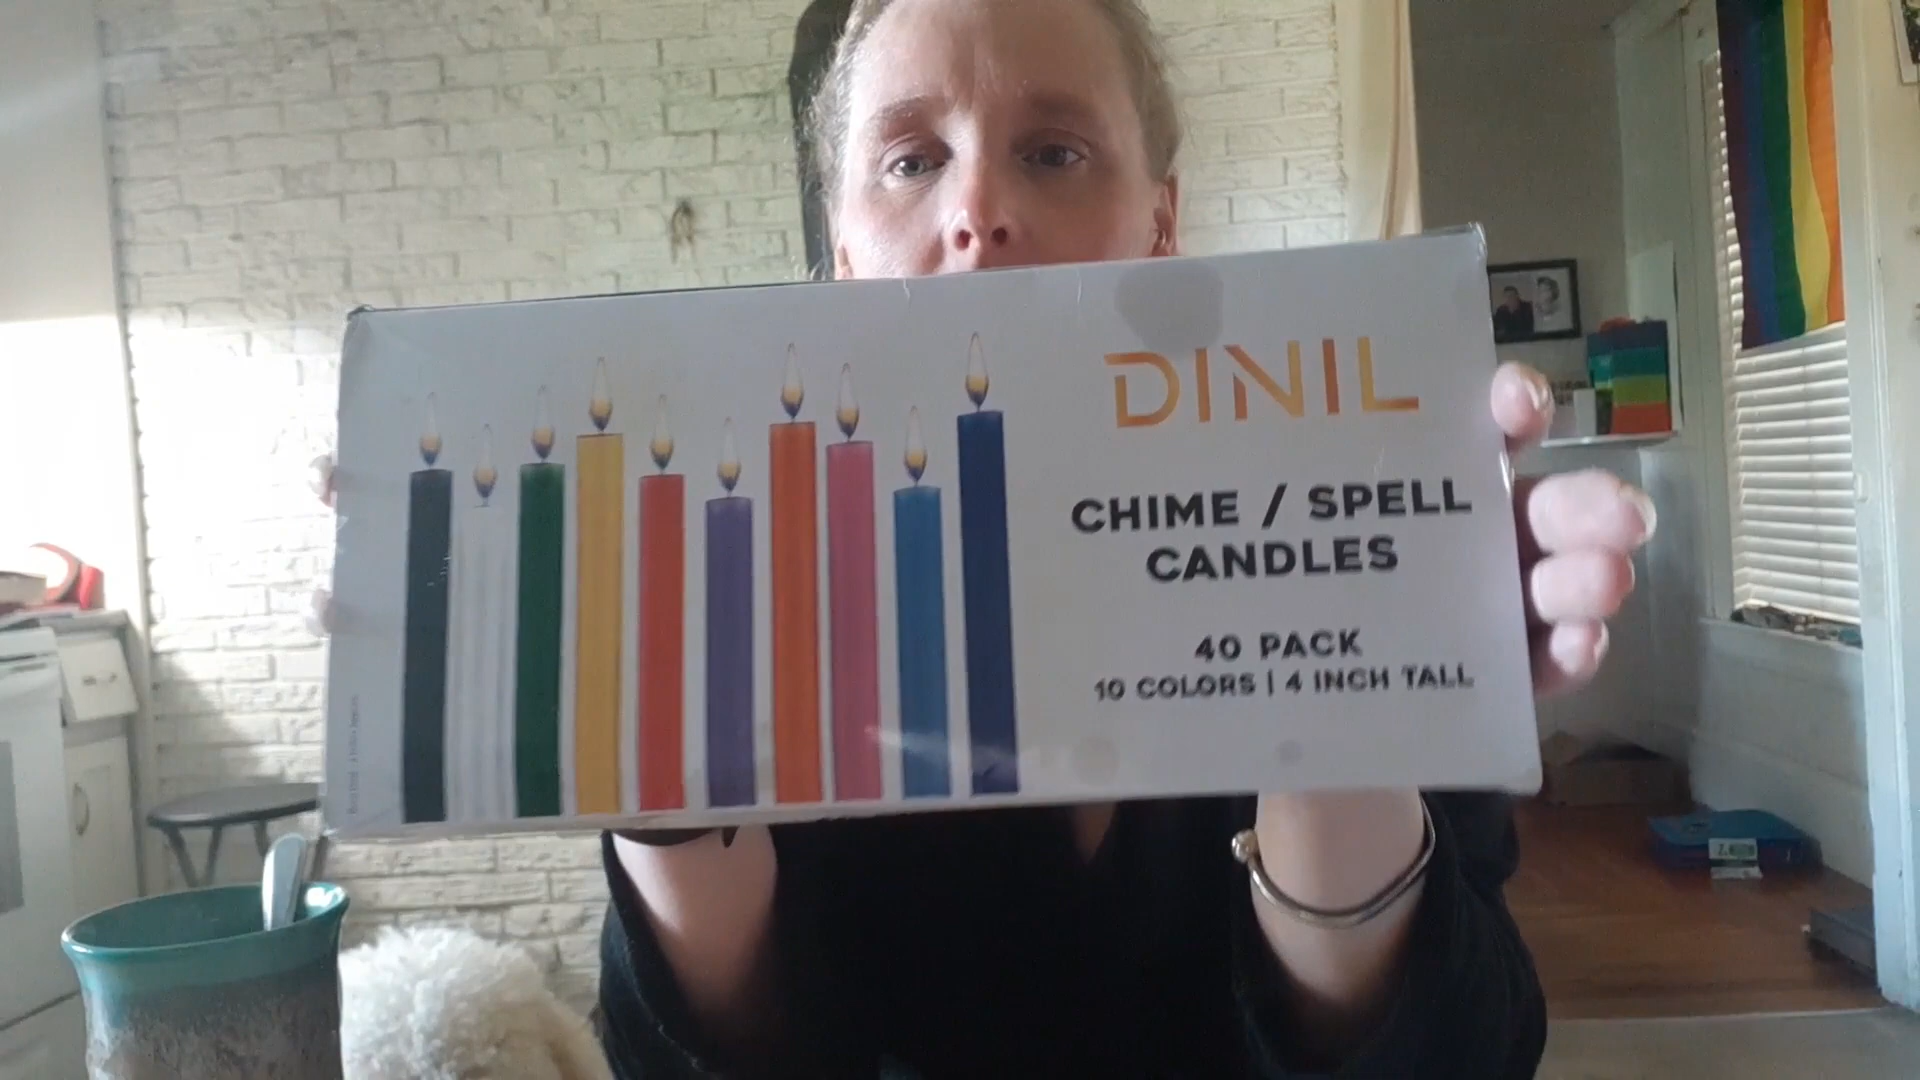 DINIL
CHIME / SPELL
CANDLES
40 PACK
10 COLORS | 4 INCH TALL